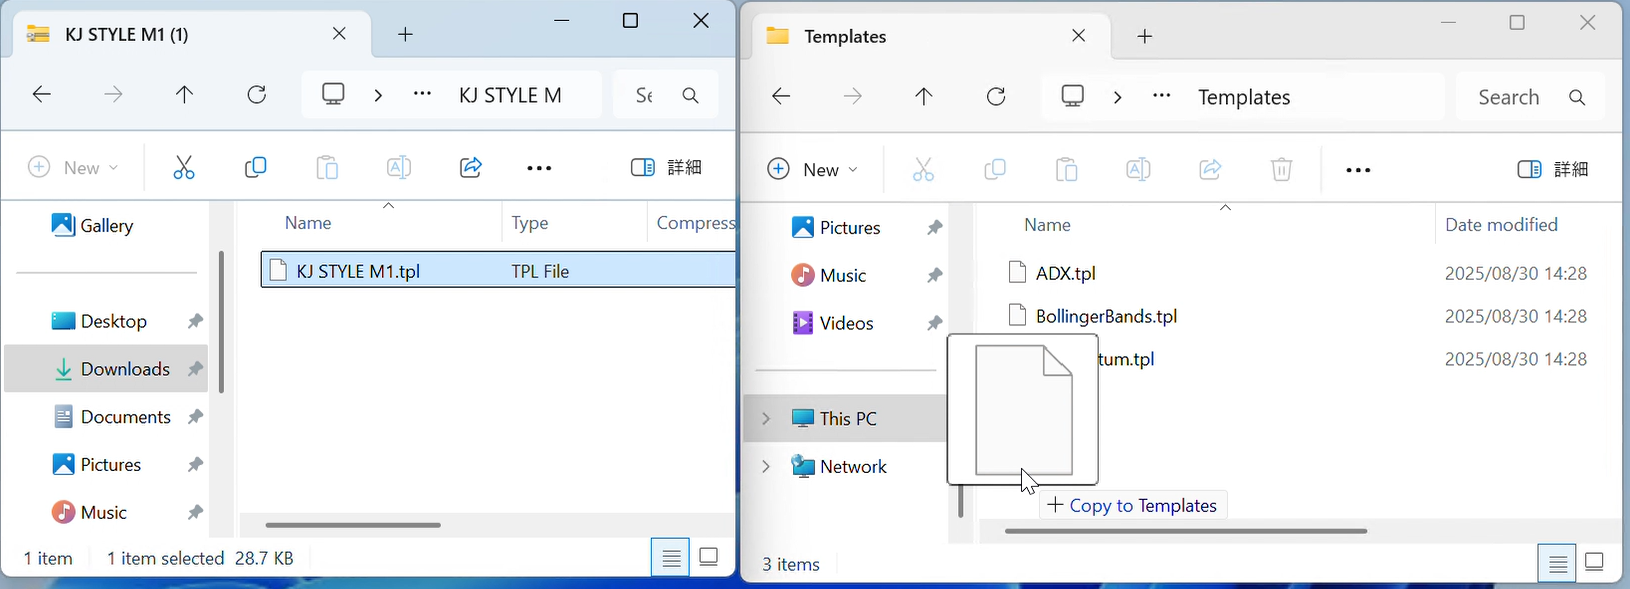 KJ STYLE M1 (1)
KJ STYLE M
New
詳細
Gallery
Desktop
Downloads
Documents
Pictures
Music
Name
Type
Compress
KJ STYLE M1.tpl
TPL File
1 item
1 item selected 28.7 KB
Templates
Templates
Search
New
詳細
Pictures
Music
Videos
This PC
Network
Name
Date modified
ADX.tpl
2025/08/30 14:28
BollingerBands.tpl
2025/08/30 14:28
tum.tpl
2025/08/30 14:28
+ Copy to Templates
3 items